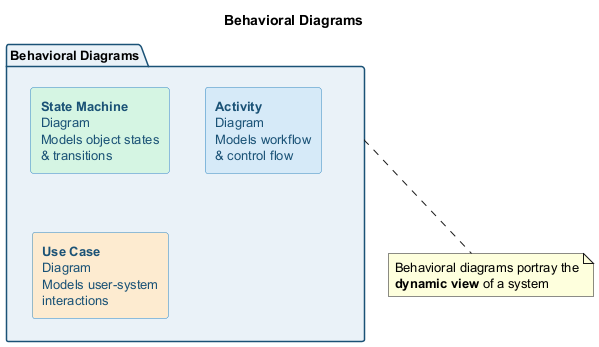 Behavioral Diagrams
Behavioral Diagrams
State Machine
Diagram
Models object states
& transitions
Activity
Diagram
Models workflow
& control flow
Use Case
Diagram
Models user-system
interactions
Behavioral diagrams portray the
dynamic view of a system